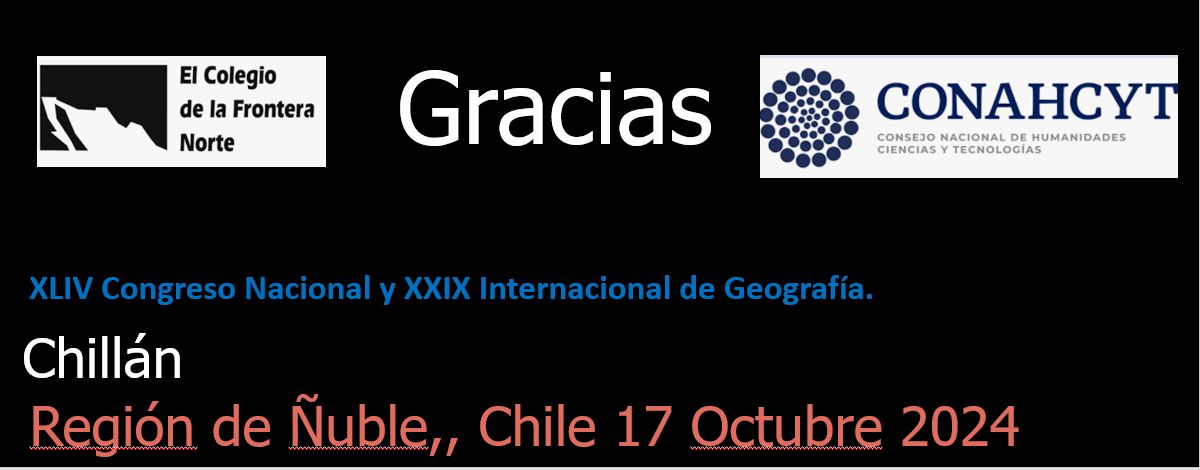 El Colegio
de la Frontera
Norte
Gracias
CONAHCYT
CONSEJO NACIONAL DE HUMANIDADES
CIENCIAS Y TECNOLOGÍAS
XLIV Congreso Nacional y XXIX Internacional de Geografía.
Chillán
Región de Ñuble,, Chile 17 Octubre 2024